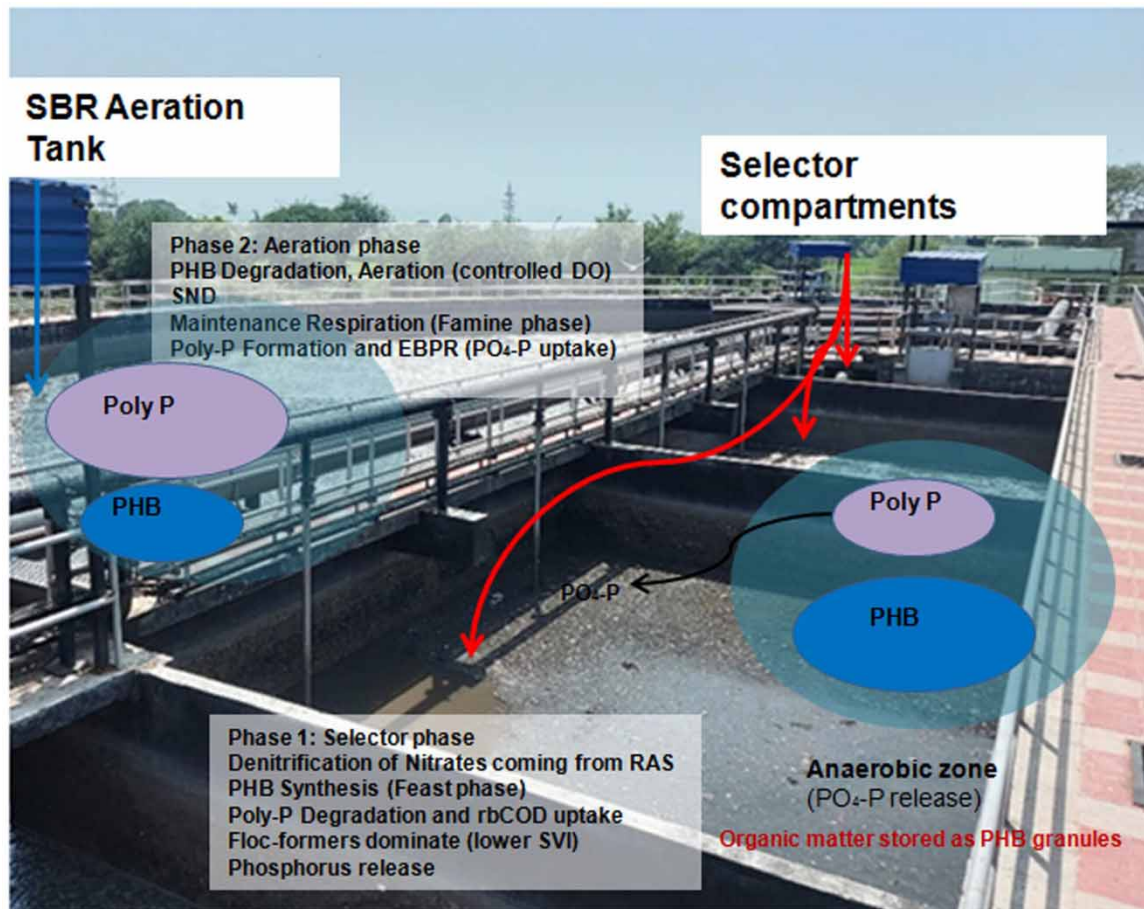 SBR Aeration
Tank
Selector
compartments
Phase 2: Aeration phase
PHB Degradation, Aeration (controlled DO)
SND
Maintenance Respiration (Famine phase)
Poly-P Formation and EBPR (PO₄-P uptake)
Poly P
PHB
Poly P
PO₄-P
PHB
Phase 1: Selector phase
Denitrification of Nitrates coming from RAS
PHB Synthesis (Feast phase)
Poly-P Degradation and rbCOD uptake
Floc-formers dominate (lower SVI)
Phosphorus release
Anaerobic zone
(PO₄-P release)
Organic matter stored as PHB granules